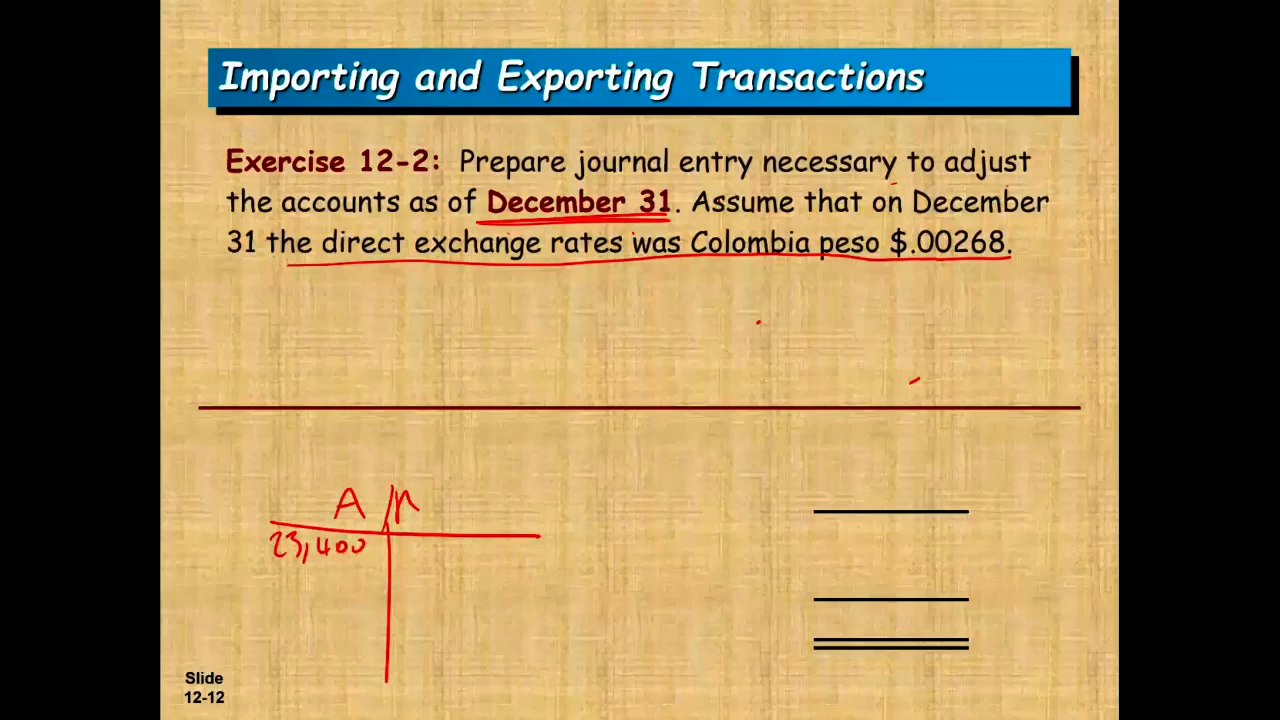 Importing and Exporting Transactions
Exercise 12-2: Prepare journal entry necessary to adjust
the accounts as of December 31. Assume that on December
31 the direct exchange rates was Colombia peso $.00268.
A/R
23,400
Slide
12-12